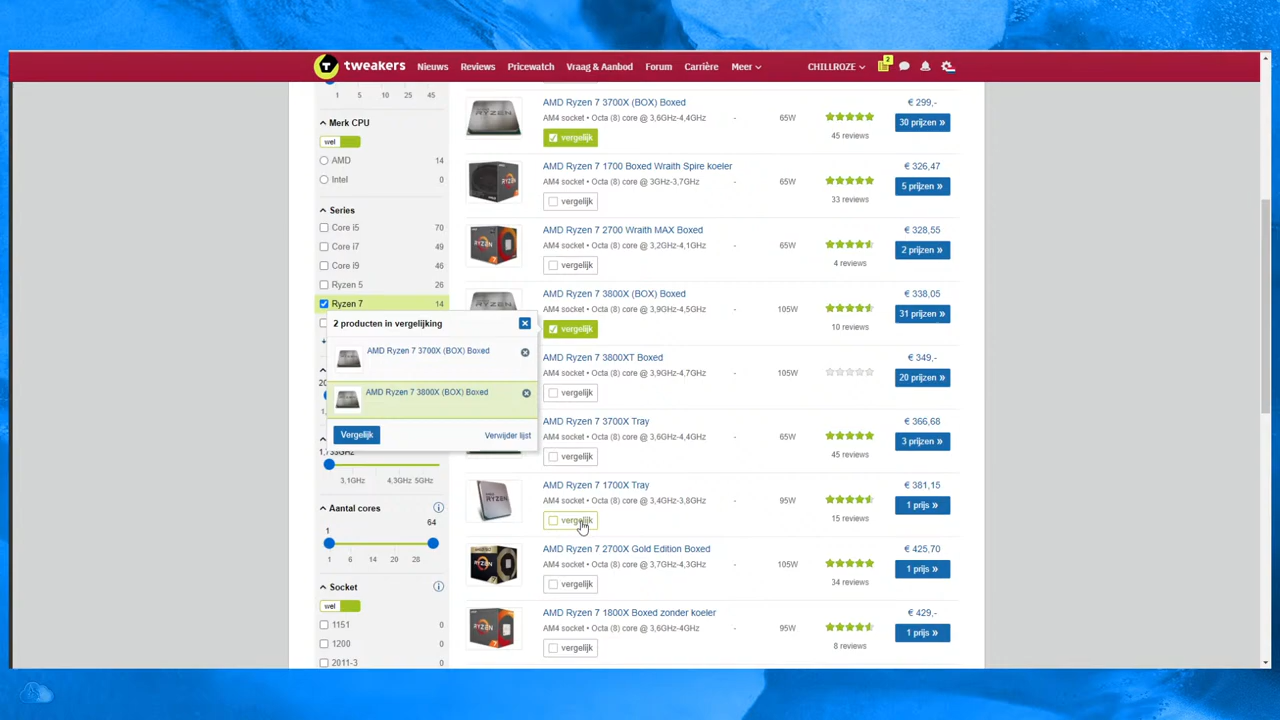 tweakers Nieuws Reviews Pricewatch Vraag & Aanbod Forum Carrière Meer CHILLROZE 2
1 5 10 25 45
Merk CPU
wel
AMD 14
Intel 0
Series
Core i5 70
Core i7 49
Core i9 46
Ryzen 5 26
Ryzen 7 14
2 producten in vergelijking
AMD Ryzen 7 3700X (BOX) Boxed
AMD Ryzen 7 3800X (BOX) Boxed
Vergelijk Verwijder lijst
3,1GHz 4,3GHz 5GHz
Aantal cores
1 64
1 6 14 20 28
Socket
wel
1151 0
1200 0
2011-3 0
AMD Ryzen 7 3700X (BOX) Boxed € 299,-
AM4 socket • Octa (8) core @ 3,6GHz-4,4GHz - 65W 30 prijzen »
vergelijk 45 reviews
AMD Ryzen 7 1700 Boxed Wraith Spire koeler € 326,47
AM4 socket • Octa (8) core @ 3GHz-3,7GHz - 65W 5 prijzen »
vergelijk 33 reviews
AMD Ryzen 7 2700 Wraith MAX Boxed € 328,55
AM4 socket • Octa (8) core @ 3,2GHz-4,1GHz - 65W 2 prijzen »
vergelijk 4 reviews
AMD Ryzen 7 3800X (BOX) Boxed € 338,05
AM4 socket • Octa (8) core @ 3,9GHz-4,5GHz - 105W 31 prijzen »
vergelijk 10 reviews
AMD Ryzen 7 3800XT Boxed € 349,-
AM4 socket • Octa (8) core @ 3,9GHz-4,7GHz - 105W 20 prijzen »
vergelijk
AMD Ryzen 7 3700X Tray € 366,68
AM4 socket • Octa (8) core @ 3,6GHz-4,4GHz - 65W 3 prijzen »
vergelijk 45 reviews
AMD Ryzen 7 1700X Tray € 381,15
AM4 socket • Octa (8) core @ 3,4GHz-3,8GHz - 95W 1 prijs »
vergelijk 15 reviews
AMD Ryzen 7 2700X Gold Edition Boxed € 425,70
AM4 socket • Octa (8) core @ 3,7GHz-4,3GHz - 105W 1 prijs »
vergelijk 34 reviews
AMD Ryzen 7 1800X Boxed zonder koeler € 429,-
AM4 socket • Octa (8) core @ 3,6GHz-4GHz - 95W 1 prijs »
vergelijk 8 reviews